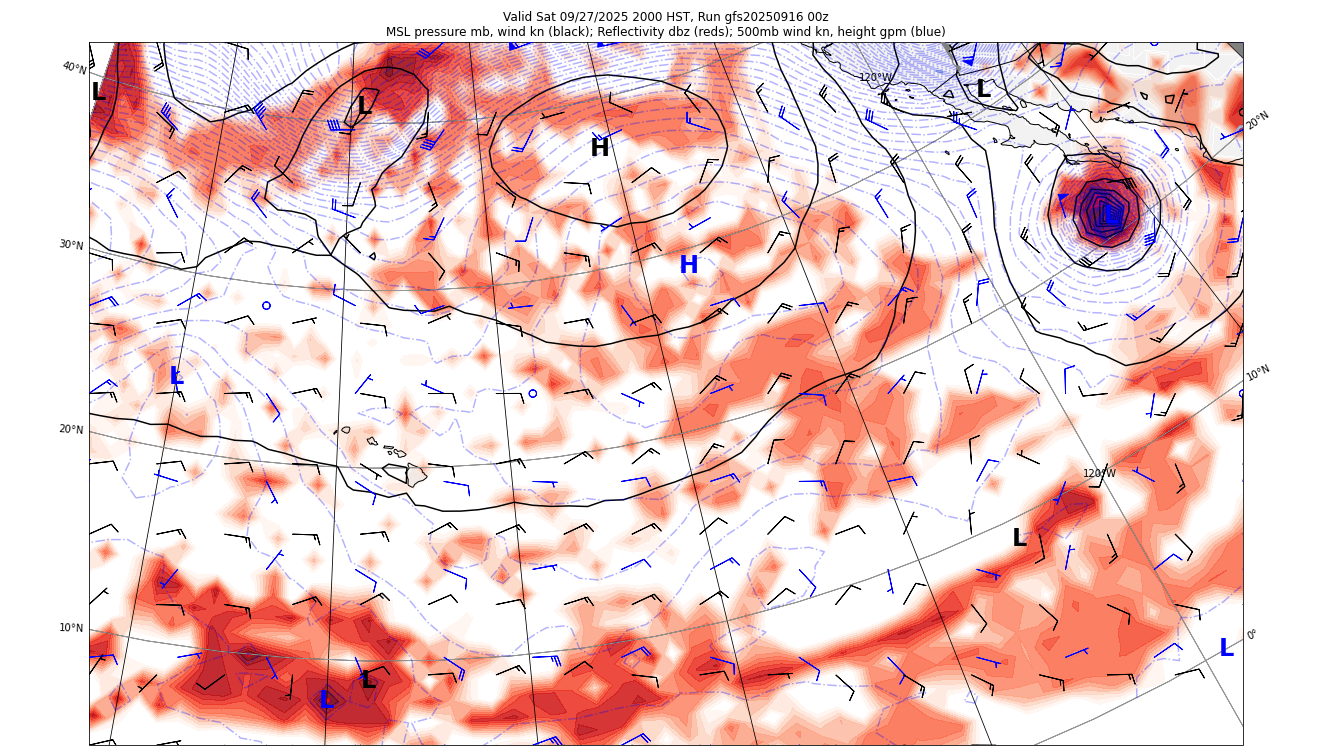 Valid Sat 09/27/2025 2000 HST, Run gfs20250916 00z
MSL pressure mb, wind kn (black); Reflectivity dbz (reds); 500mb wind kn, height gpm (blue)
40°N
120°W
L
L
L
20°N
H
L
30°N
H
10°N
L
20°N
120°W
L
10°N
0°
L
L
L